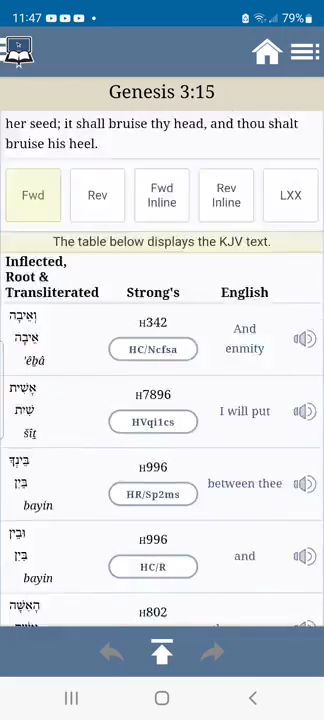 11:47
79%
Genesis 3:15
her seed; it shall bruise thy head, and thou shalt
bruise his heel.
Fwd
Rev
Fwd
Inline
Rev
Inline
LXX
The table below displays the KJV text.
Inflected,
Root &
Transliterated
Strong's
English
וְאֵיבָה
אֵיבָה
'êḇâ
H342
HC/Ncfsa
And
enmity
אָשִׁית
שִׁית
šîṯ
H7896
HVqi1cs
I will put
בֵּינְךָ
בַּיִן
bayin
H996
HR/Sp2ms
between thee
וּבֵין
בַּיִן
bayin
H996
HC/R
and
הָאִשָּׁה
H802